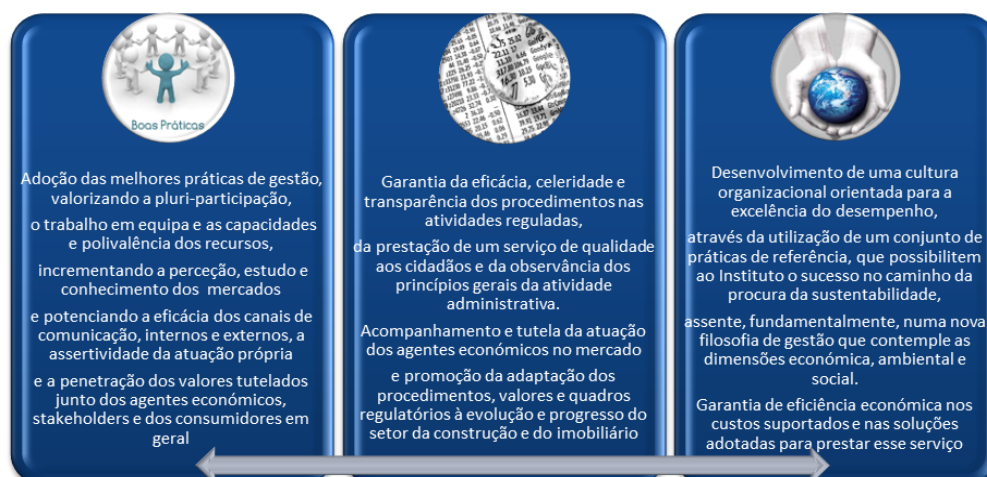 Boas Práticas
Adoção das melhores práticas de gestão,
valorizando a pluri-participação,
o trabalho em equipa e as capacidades
e polivalência dos recursos,
incrementando a perceção, estudo e
conhecimento dos mercados
e potenciando a eficácia dos canais de
comunicação, internos e externos, a
assertividade da atuação própria
e a penetração dos valores tutelados
junto dos agentes económicos,
stakeholders e dos consumidores em
geral
Garantia da eficácia, celeridade e
transparência dos procedimentos nas
atividades reguladas,
da prestação de um serviço de qualidade
aos cidadãos e da observância dos
princípios gerais da atividade
administrativa.
Acompanhamento e tutela da atuação
dos agentes económicos no mercado
e promoção da adaptação dos
procedimentos, valores e quadros
regulatórios à evolução e progresso do
setor da construção e do imobiliário
Desenvolvimento de uma cultura
organizacional orientada para a
excelência do desempenho,
através da utilização de um conjunto de
práticas de referência, que possibilitem
ao Instituto o sucesso no caminho da
procura da sustentabilidade,
assente, fundamentalmente, numa nova
filosofia de gestão que contemple as
dimensões económica, ambiental e
social.
Garantia de eficiência económica nos
custos suportados e nas soluções
adotadas para prestar esse serviço